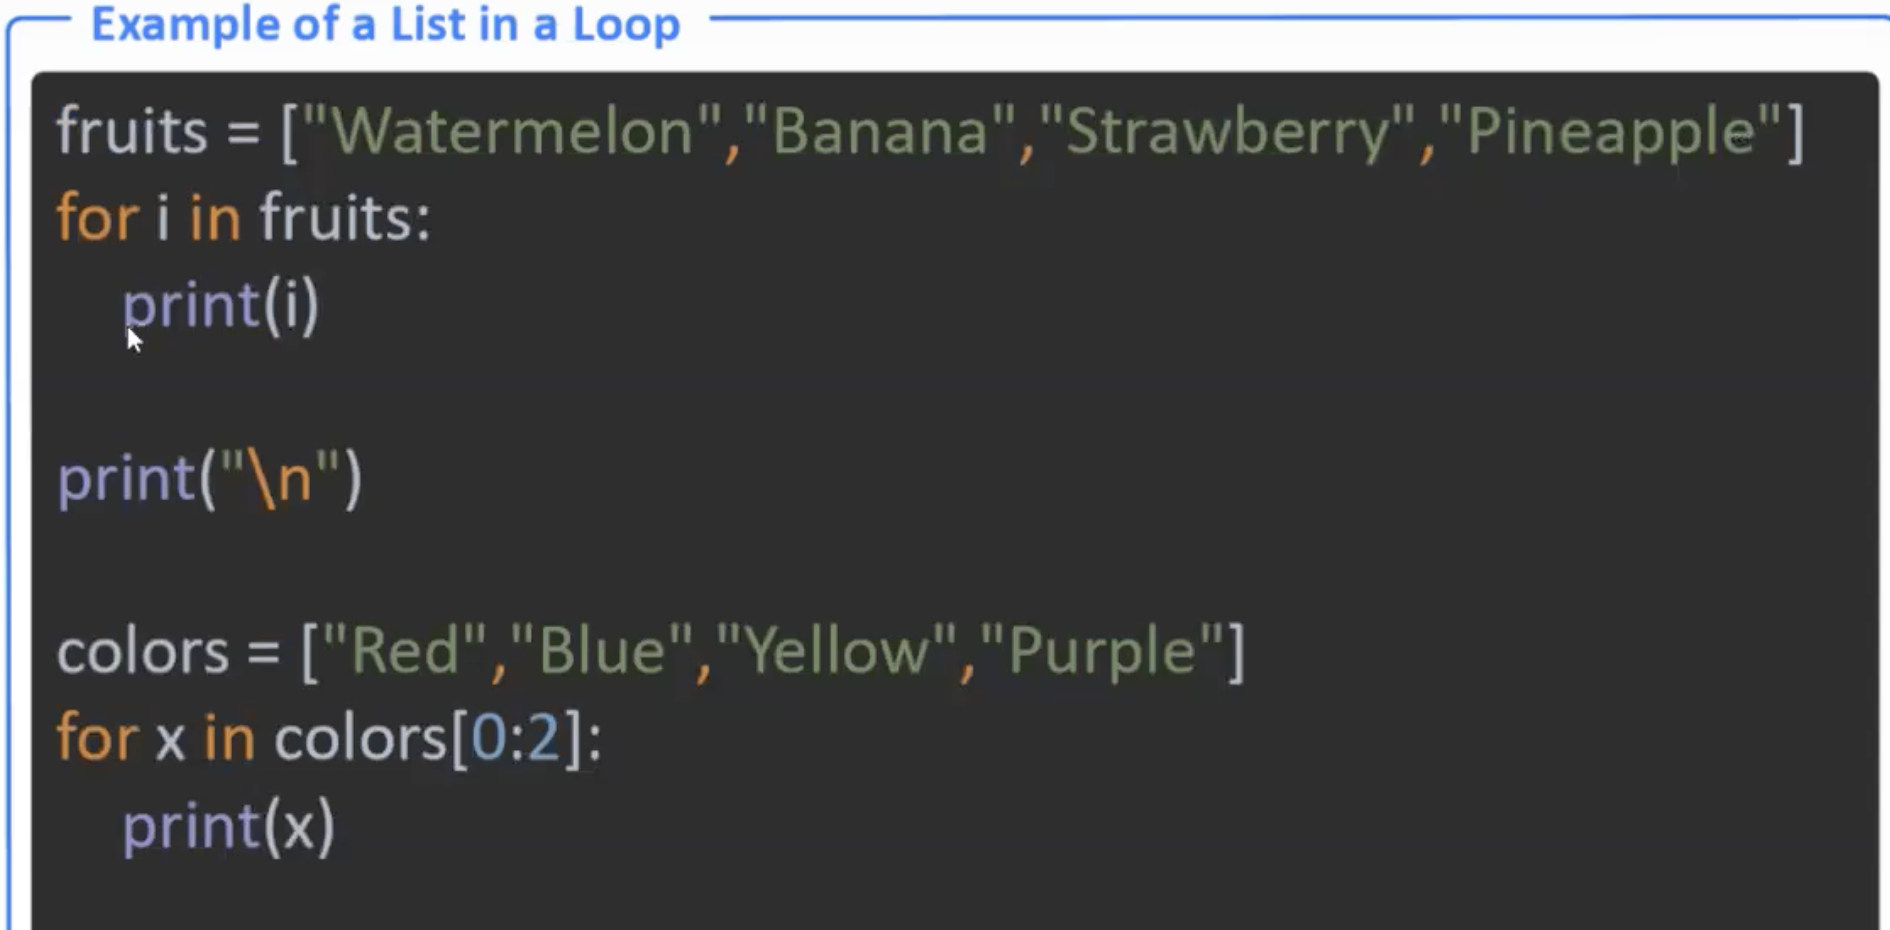 Example of a List in a Loop
fruits = ["Watermelon","Banana","Strawberry","Pineapple"]
for i in fruits:
    print(i)
print("\n")
colors = ["Red","Blue","Yellow","Purple"]
for x in colors[0:2]:
    print(x)